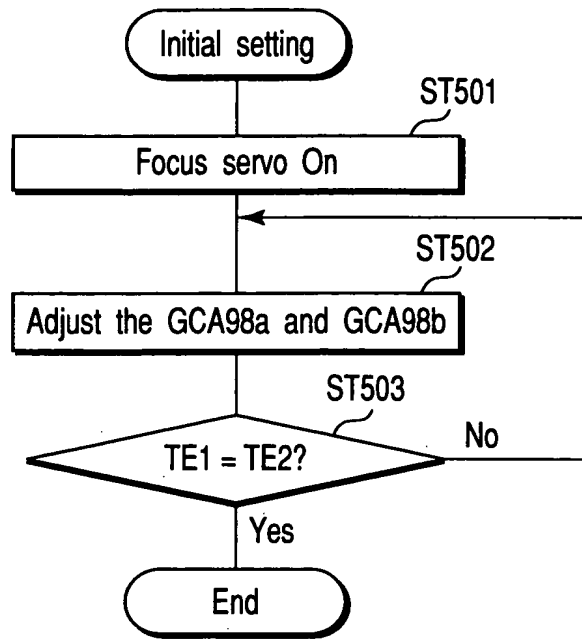 Initial setting
ST501
Focus servo On
ST502
Adjust the GCA98a and GCA98b
ST503
TE1 = TE2?
No
Yes
End